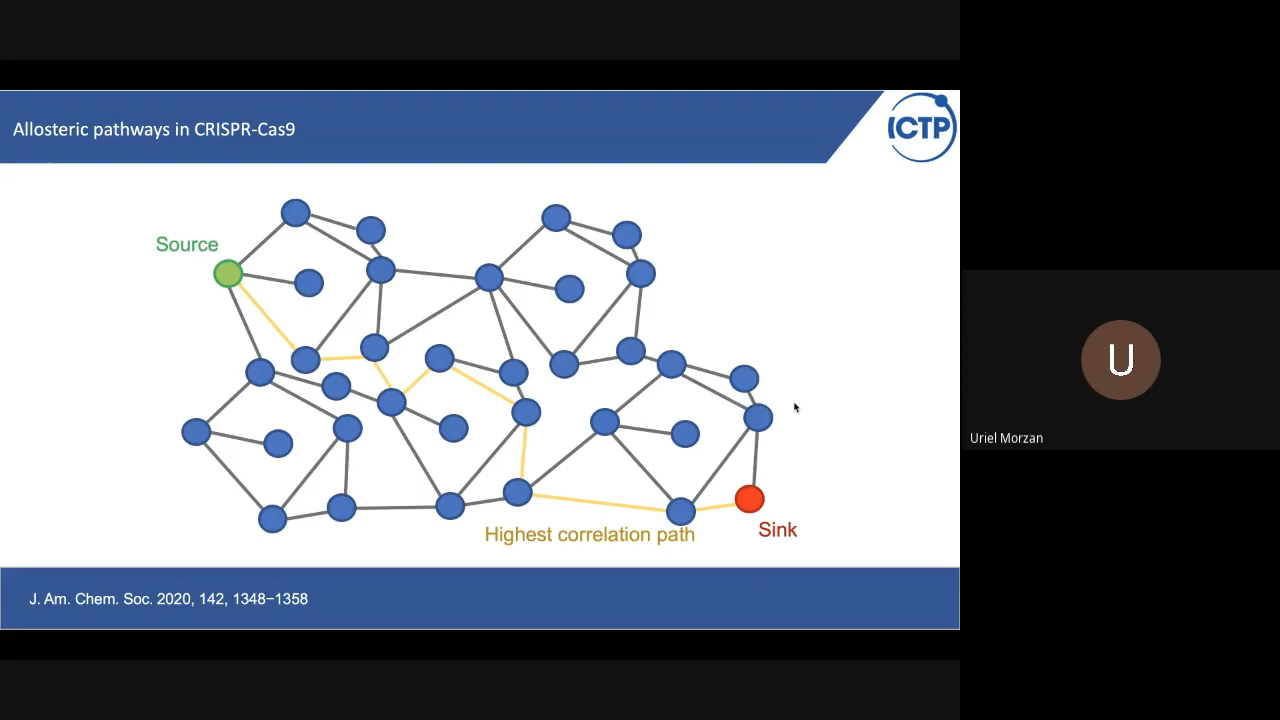 Allosteric pathways in CRISPR-Cas9
ICTP
Source
Highest correlation path
Sink
J. Am. Chem. Soc. 2020, 142, 1348−1358
U
Uriel Morzan